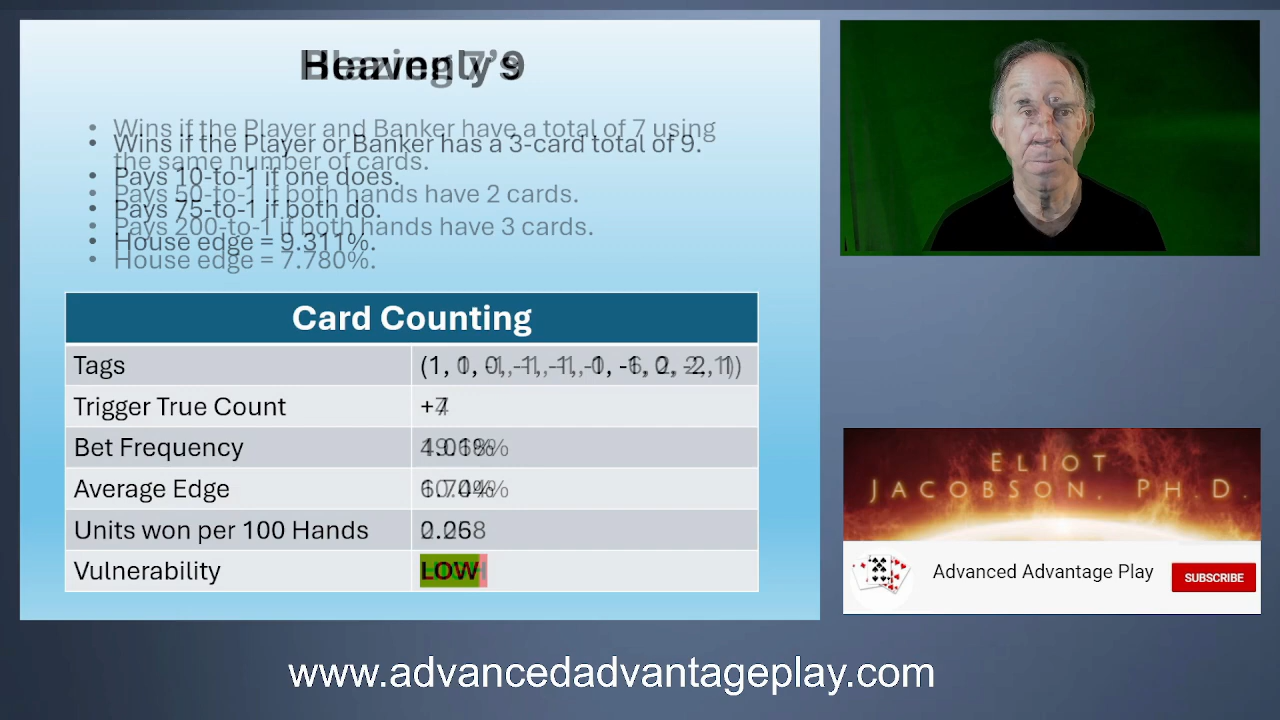 Heavenly 9
Blazing 7's
Wins if the Player and Banker have a total of 7 using
the same number of cards.
Pays 50-to-1 if both hands have 2 cards.
Pays 200-to-1 if both hands have 3 cards.
House edge = 7.780%.
Wins if the Player or Banker has a 3-card total of 9.
Pays 10-to-1 if one does.
Pays 75-to-1 if both do.
House edge = 9.311%.
Card Counting
Tags
Trigger True Count
Bet Frequency
Average Edge
Units won per 100 Hands
Vulnerability LOW
ELIOT
JACOBSON, PH.D.
Advanced Advantage Play
SUBSCRIBE
www.advancedadvantageplay.com